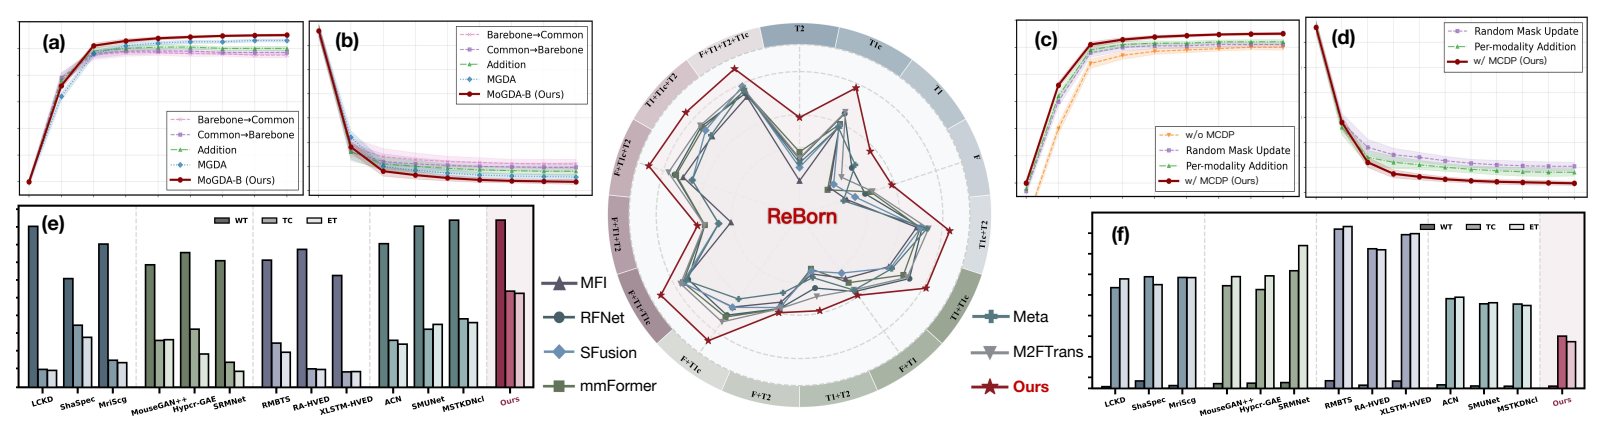 (a)
Barebone→Common
Common→Barebone
Addition
MGDA
MoGDA-B (Ours)
(b)
Barebone→Common
Common→Barebone
Addition
MGDA
MoGDA-B (Ours)
(e)
WT
TC
ET
LCKD
ShaSpec
MriScg
MouseGAN++
Hypcr-GAE
SRMNet
RMBTS
RA-HVED
XLSTM-HVED
ACN
SMUNet
MSTKDNcl
Ours
MFI
RFNet
SFusion
mmFormer
T2
T1c
T1
F
T1c+T2
T1+T1c
F+T1
T1+T2
F+T2
F+T1c
F+T1+T1c
F+T1+T2
F+T1c+T2
T1+T1c+T2
F+T1+T2+T1c
ReBorn
Meta
M2FTrans
Ours
(c)
w/o MCDP
Random Mask Update
Per-modality Addition
w/ MCDP (Ours)
(d)
Random Mask Update
Per-modality Addition
w/ MCDP (Ours)
(f)
WT
TC
ET
LCKD
ShaSpec
MriScg
MouseGAN++
Hypcr-GAE
SRMNet
RMBTS
RA-HVED
XLSTM-HVED
ACN
SMUNet
MSTKDNcl
Ours